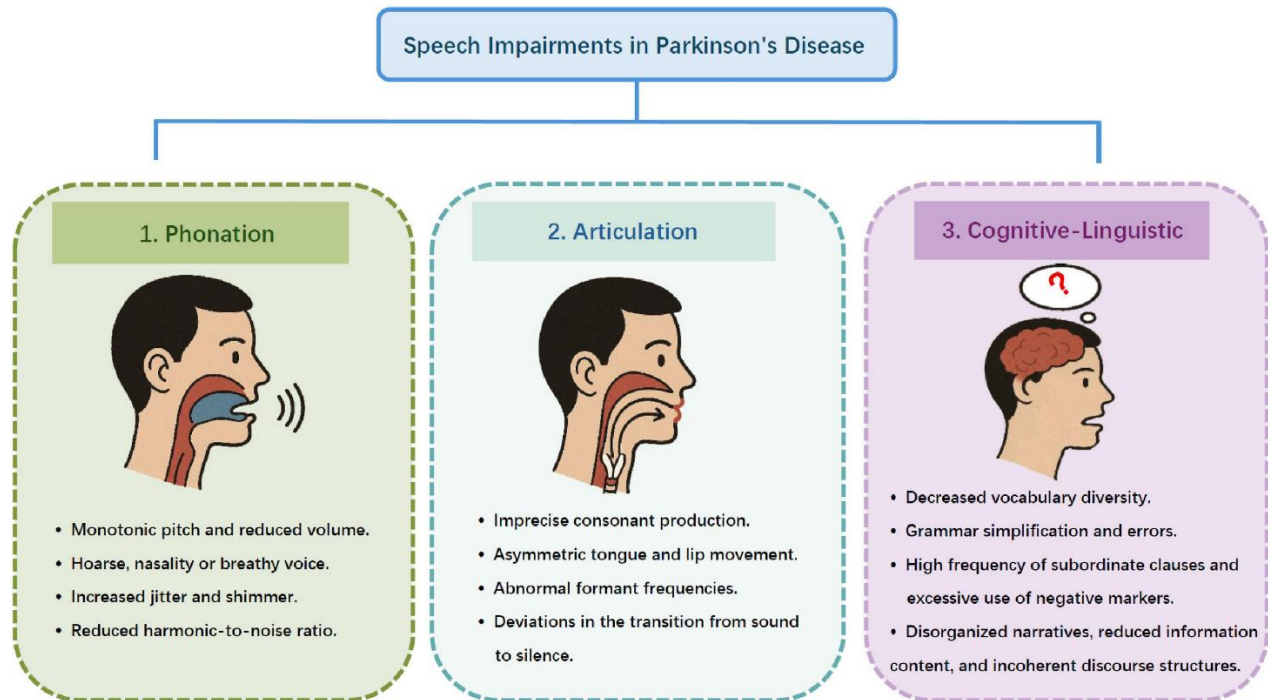 Speech Impairments in Parkinson's Disease
1. Phonation
• Monotonic pitch and reduced volume.
• Hoarse, nasality or breathy voice.
• Increased jitter and shimmer.
• Reduced harmonic-to-noise ratio.
2. Articulation
• Imprecise consonant production.
• Asymmetric tongue and lip movement.
• Abnormal formant frequencies.
• Deviations in the transition from sound
to silence.
3. Cognitive-Linguistic
?
• Decreased vocabulary diversity.
• Grammar simplification and errors.
• High frequency of subordinate clauses and
excessive use of negative markers.
• Disorganized narratives, reduced information
content, and incoherent discourse structures.